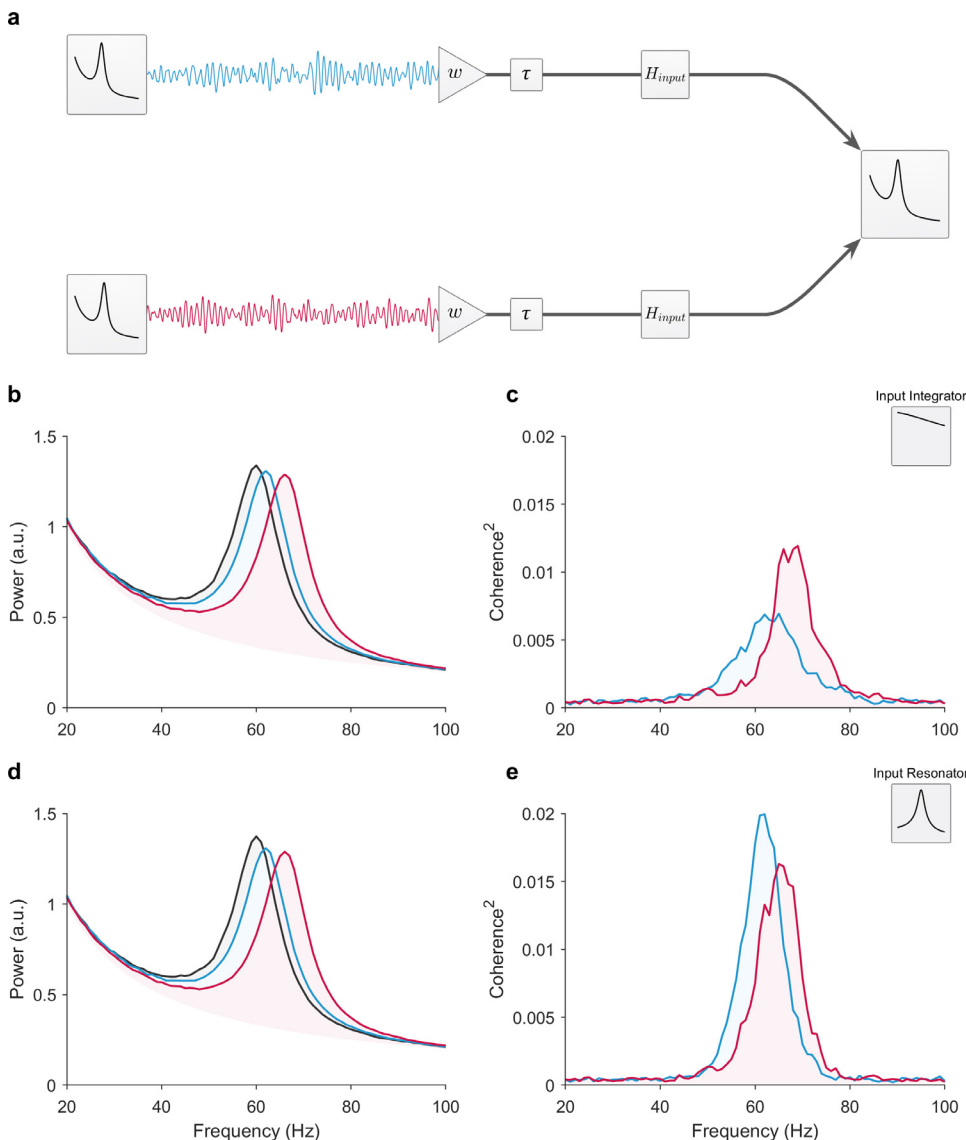 a
w
τ
H_input
w
τ
H_input
b
c
Input Integrator
1.5
1
0.5
0
Power (a.u.)
20 40 60 80 100
0.02
0.015
0.01
0.005
0
Coherence²
20 40 60 80 100
d
e
Input Resonator
1.5
1
0.5
0
Power (a.u.)
20 40 60 80 100
Frequency (Hz)
0.02
0.015
0.01
0.005
0
Coherence²
20 40 60 80 100
Frequency (Hz)